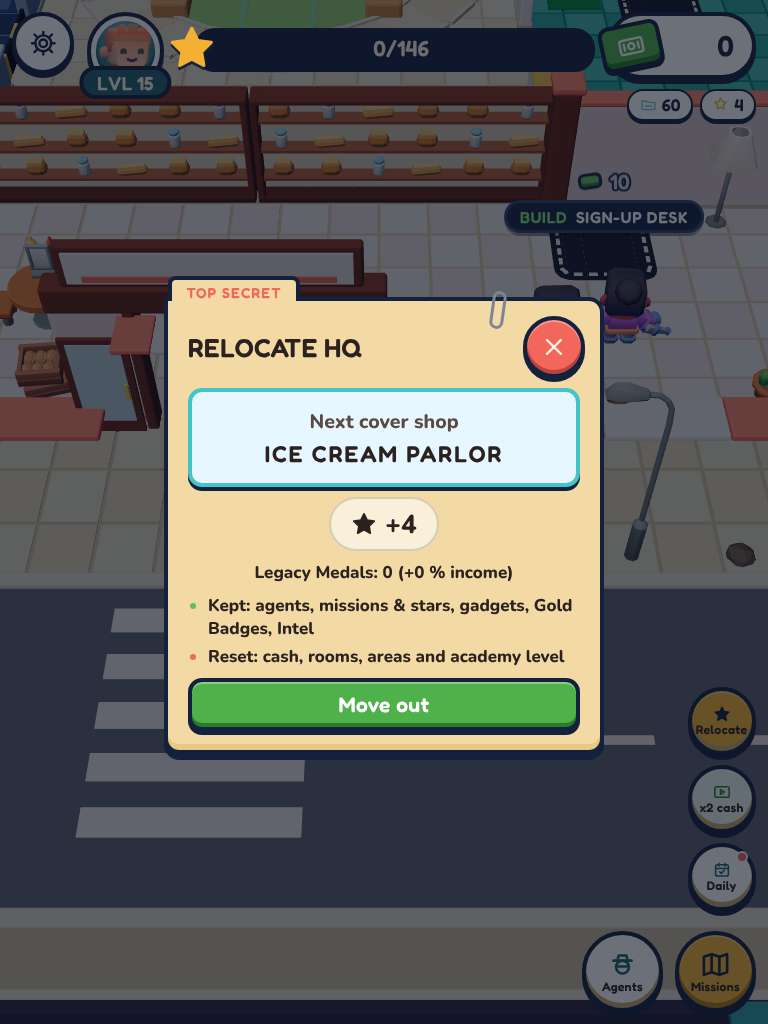 0/146
0
LVL 15
60
4
10
BUILD SIGN-UP DESK
TOP SECRET
RELOCATE HQ
Next cover shop
ICE CREAM PARLOR
+4
Legacy Medals: 0 (+0 % income)
Kept: agents, missions & stars, gadgets, Gold
Badges, Intel
Reset: cash, rooms, areas and academy level
Move out
Relocate
x2 cash
Daily
Agents
Missions